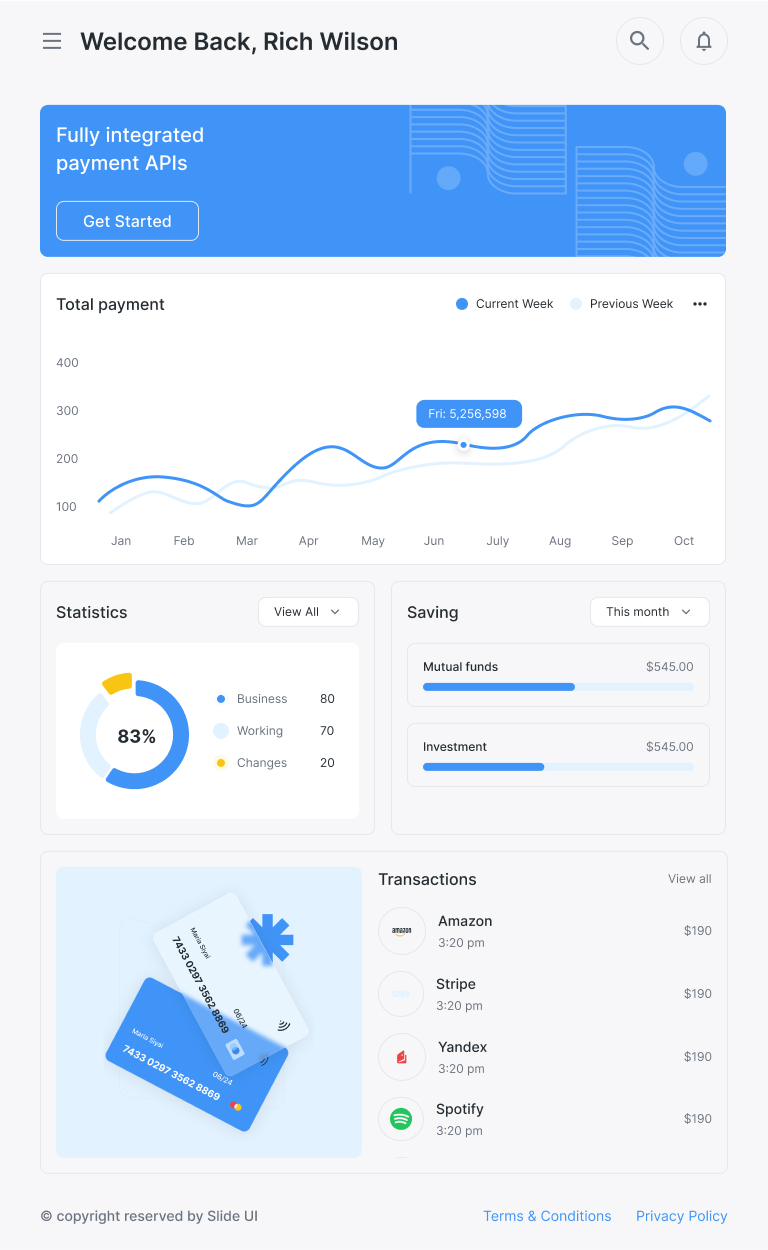 Welcome Back, Rich Wilson
Fully integrated
payment APIs
Get Started
Total payment
Current Week
Previous Week
400
300
200
100
Fri: 5,256,598
Jan
Feb
Mar
Apr
May
Jun
July
Aug
Sep
Oct
Statistics
View All
83%
Business
80
Working
70
Changes
20
Saving
This month
Mutual funds
$545.00
Investment
$545.00
Maria Siyai
7433 0297 3562 8869
08/24
Maria Siyai
7433 0297 3562 8869
08/24
Transactions
View all
amazon
Amazon
3:20 pm
$190
Stripe
3:20 pm
$190
Yandex
3:20 pm
$190
Spotify
3:20 pm
$190
© copyright reserved by Slide UI
Terms & Conditions
Privacy Policy